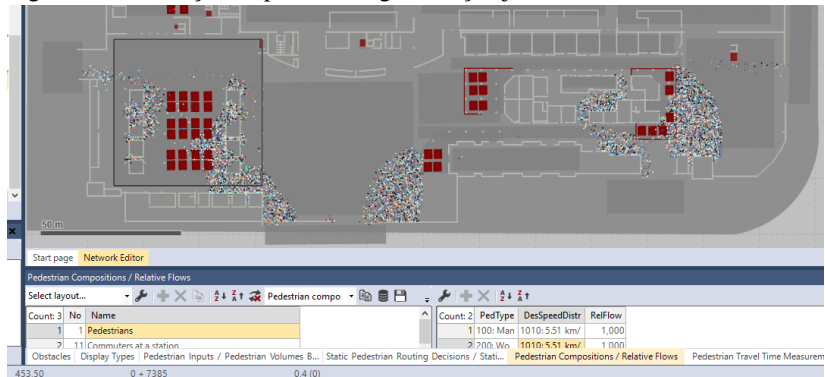 50 m
Start page Network Editor
Pedestrian Compositions / Relative Flows
Select layout... Pedestrian compo
Count: 3 No Name Count: 2 PedType DesSpeedDistr RelFlow
1 1 Pedestrians 1 100: Man 1010: 5.51 km/ 1,000
2 11 Commuters at a station 2 200: Wo 1010: 5.51 km/ 1,000
Obstacles Display Types Pedestrian Inputs / Pedestrian Volumes B... Static Pedestrian Routing Decisions / Stati... Pedestrian Compositions / Relative Flows Pedestrian Travel Time Measurem
453.50 0 + 7385 0.4 (0)